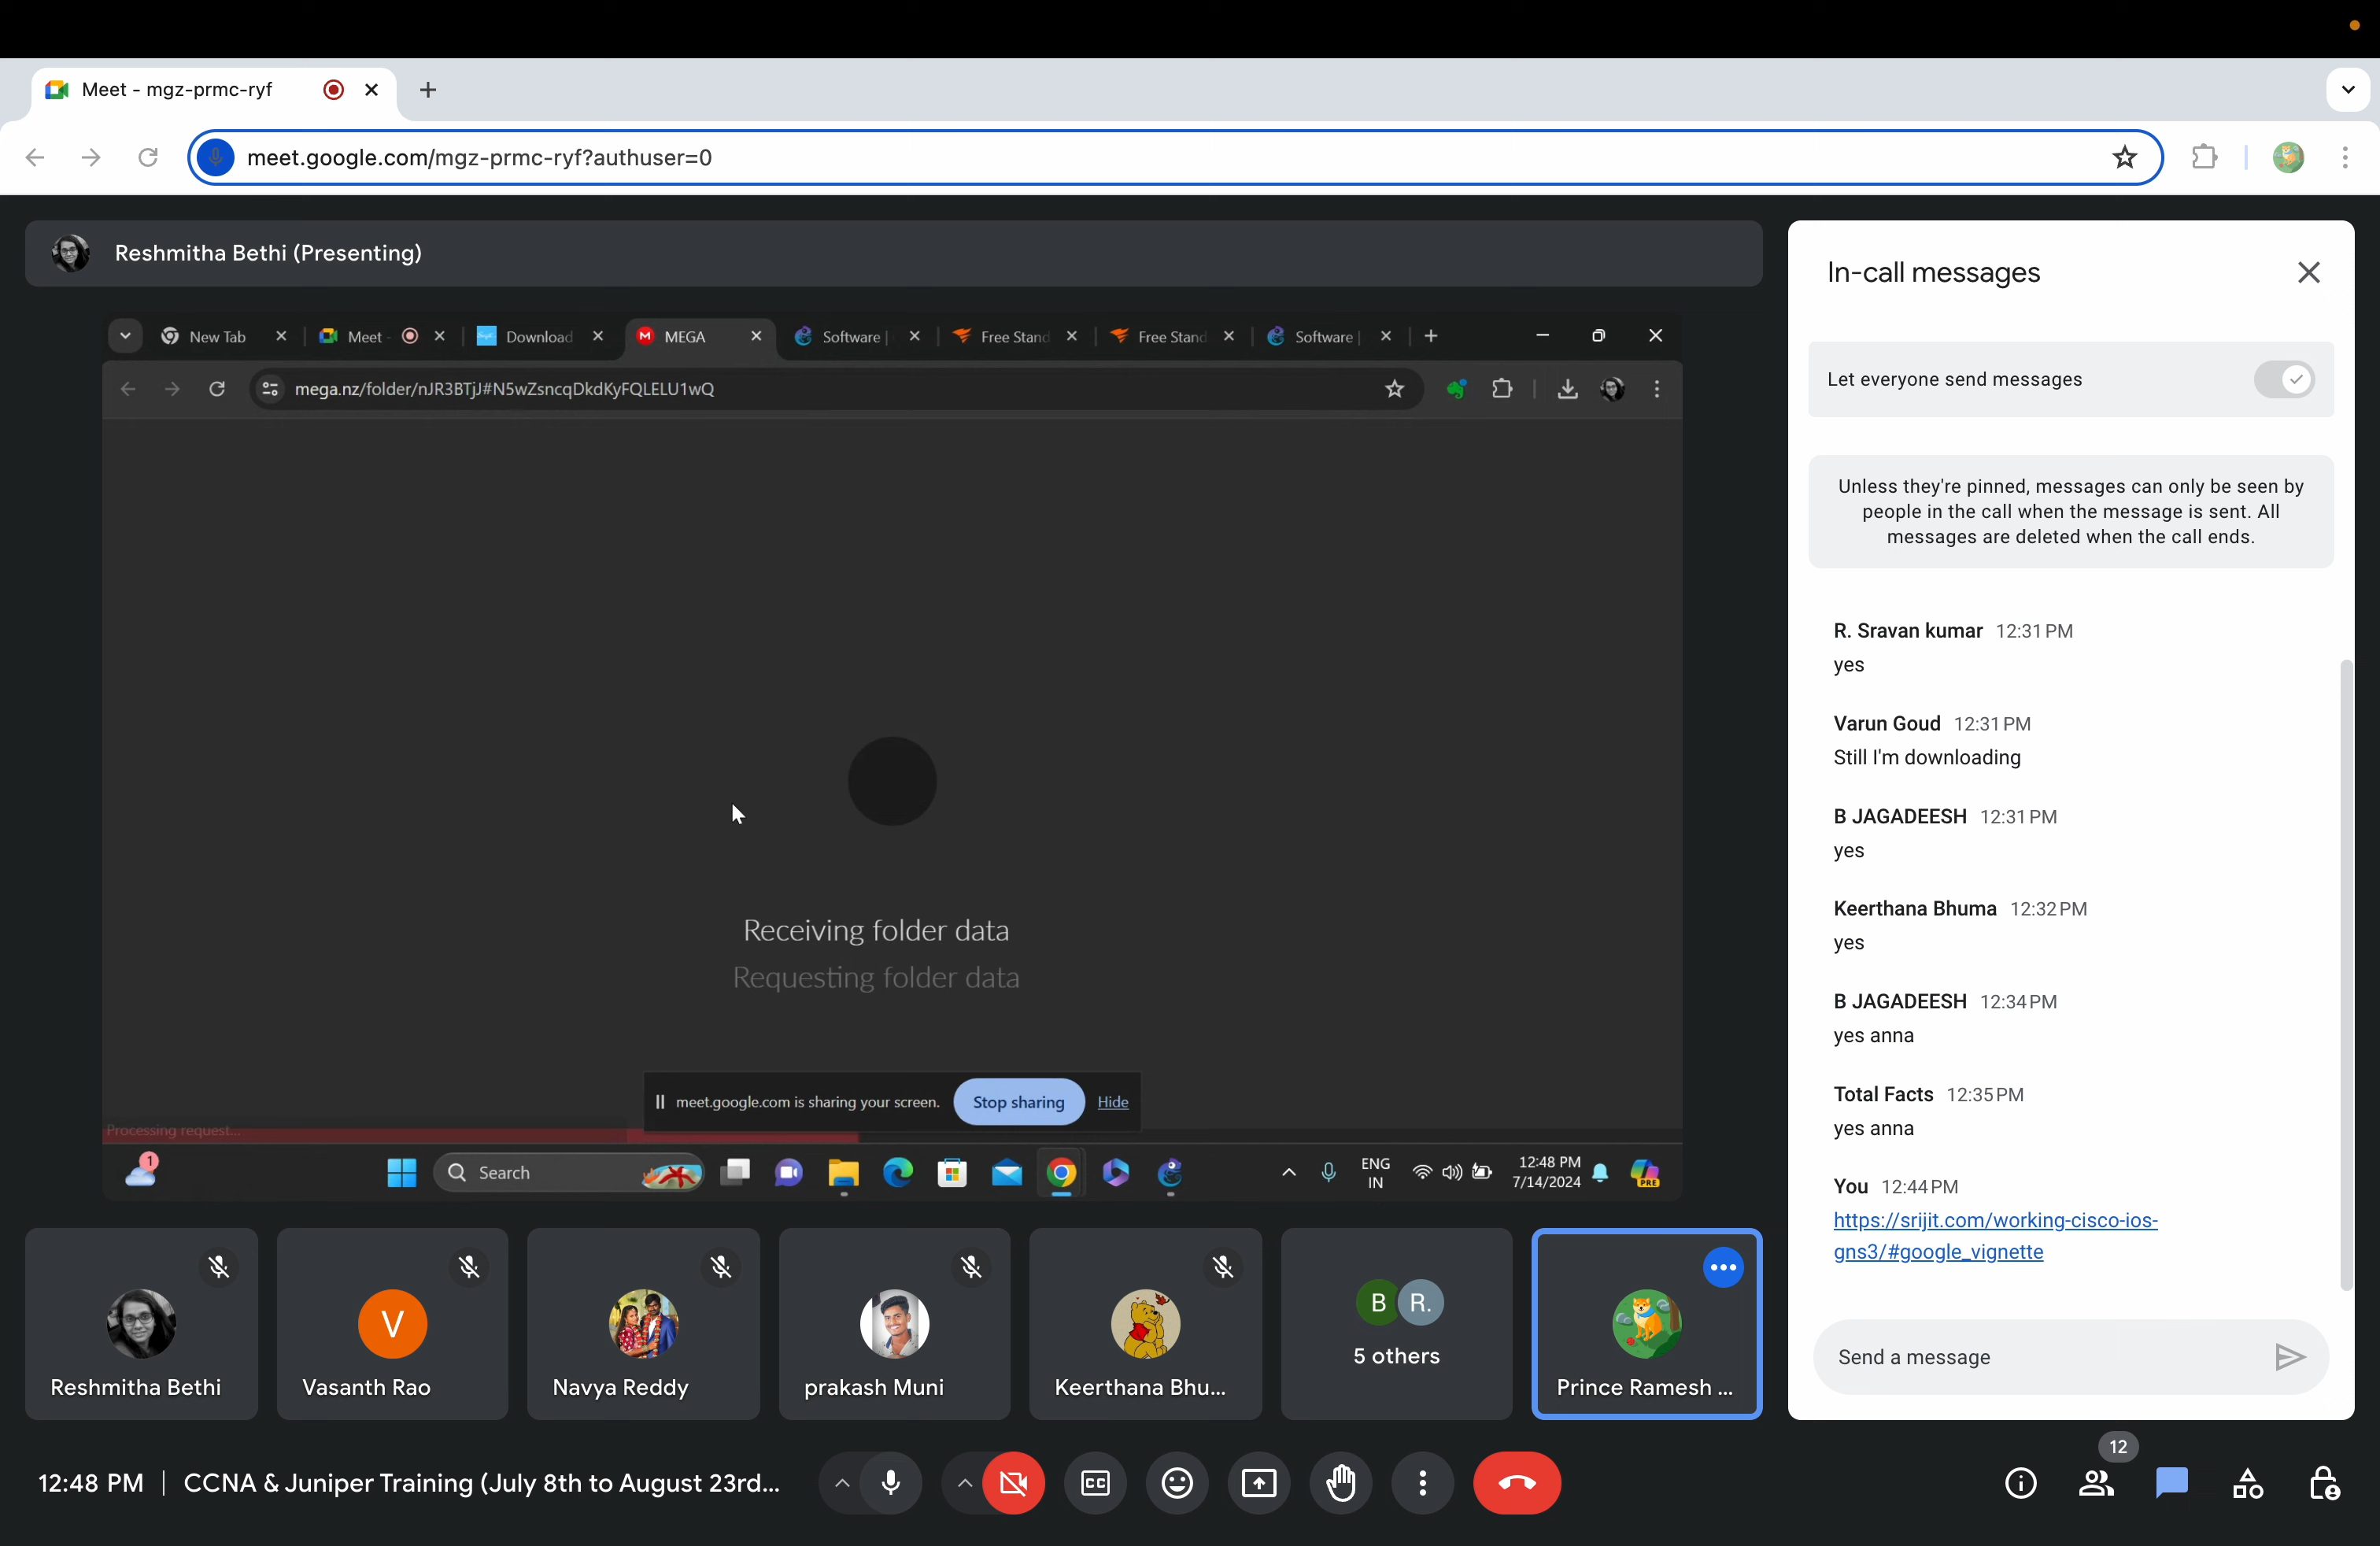 Meet - mgz-prmc-ryf
meet.google.com/mgz-prmc-ryf?authuser=0
Reshmitha Bethi (Presenting)
New Tab
Meet -
Download
MEGA
Software |
Free Stand
Free Stand
Software |
mega.nz/folder/nJR3BTjJ#N5wZsncqDkdKyFQLELU1wQ
Receiving folder data
Requesting folder data
meet.google.com is sharing your screen.
Stop sharing
Hide
Processing request...
1
Search
ENG
IN
12:48 PM
7/14/2024
PRE
Reshmitha Bethi
V
Vasanth Rao
Navya Reddy
prakash Muni
Keerthana Bhu...
B R.
5 others
Prince Ramesh ...
12:48 PM
CCNA & Juniper Training (July 8th to August 23rd...
CC
12
In-call messages
Let everyone send messages
Unless they're pinned, messages can only be seen by
people in the call when the message is sent. All
messages are deleted when the call ends.
R. Sravan kumar 12:31 PM
yes
Varun Goud 12:31 PM
Still I'm downloading
B JAGADEESH 12:31 PM
yes
Keerthana Bhuma 12:32 PM
yes
B JAGADEESH 12:34 PM
yes anna
Total Facts 12:35 PM
yes anna
You 12:44 PM
https://srijit.com/working-cisco-ios-
gns3/#google_vignette
Send a message